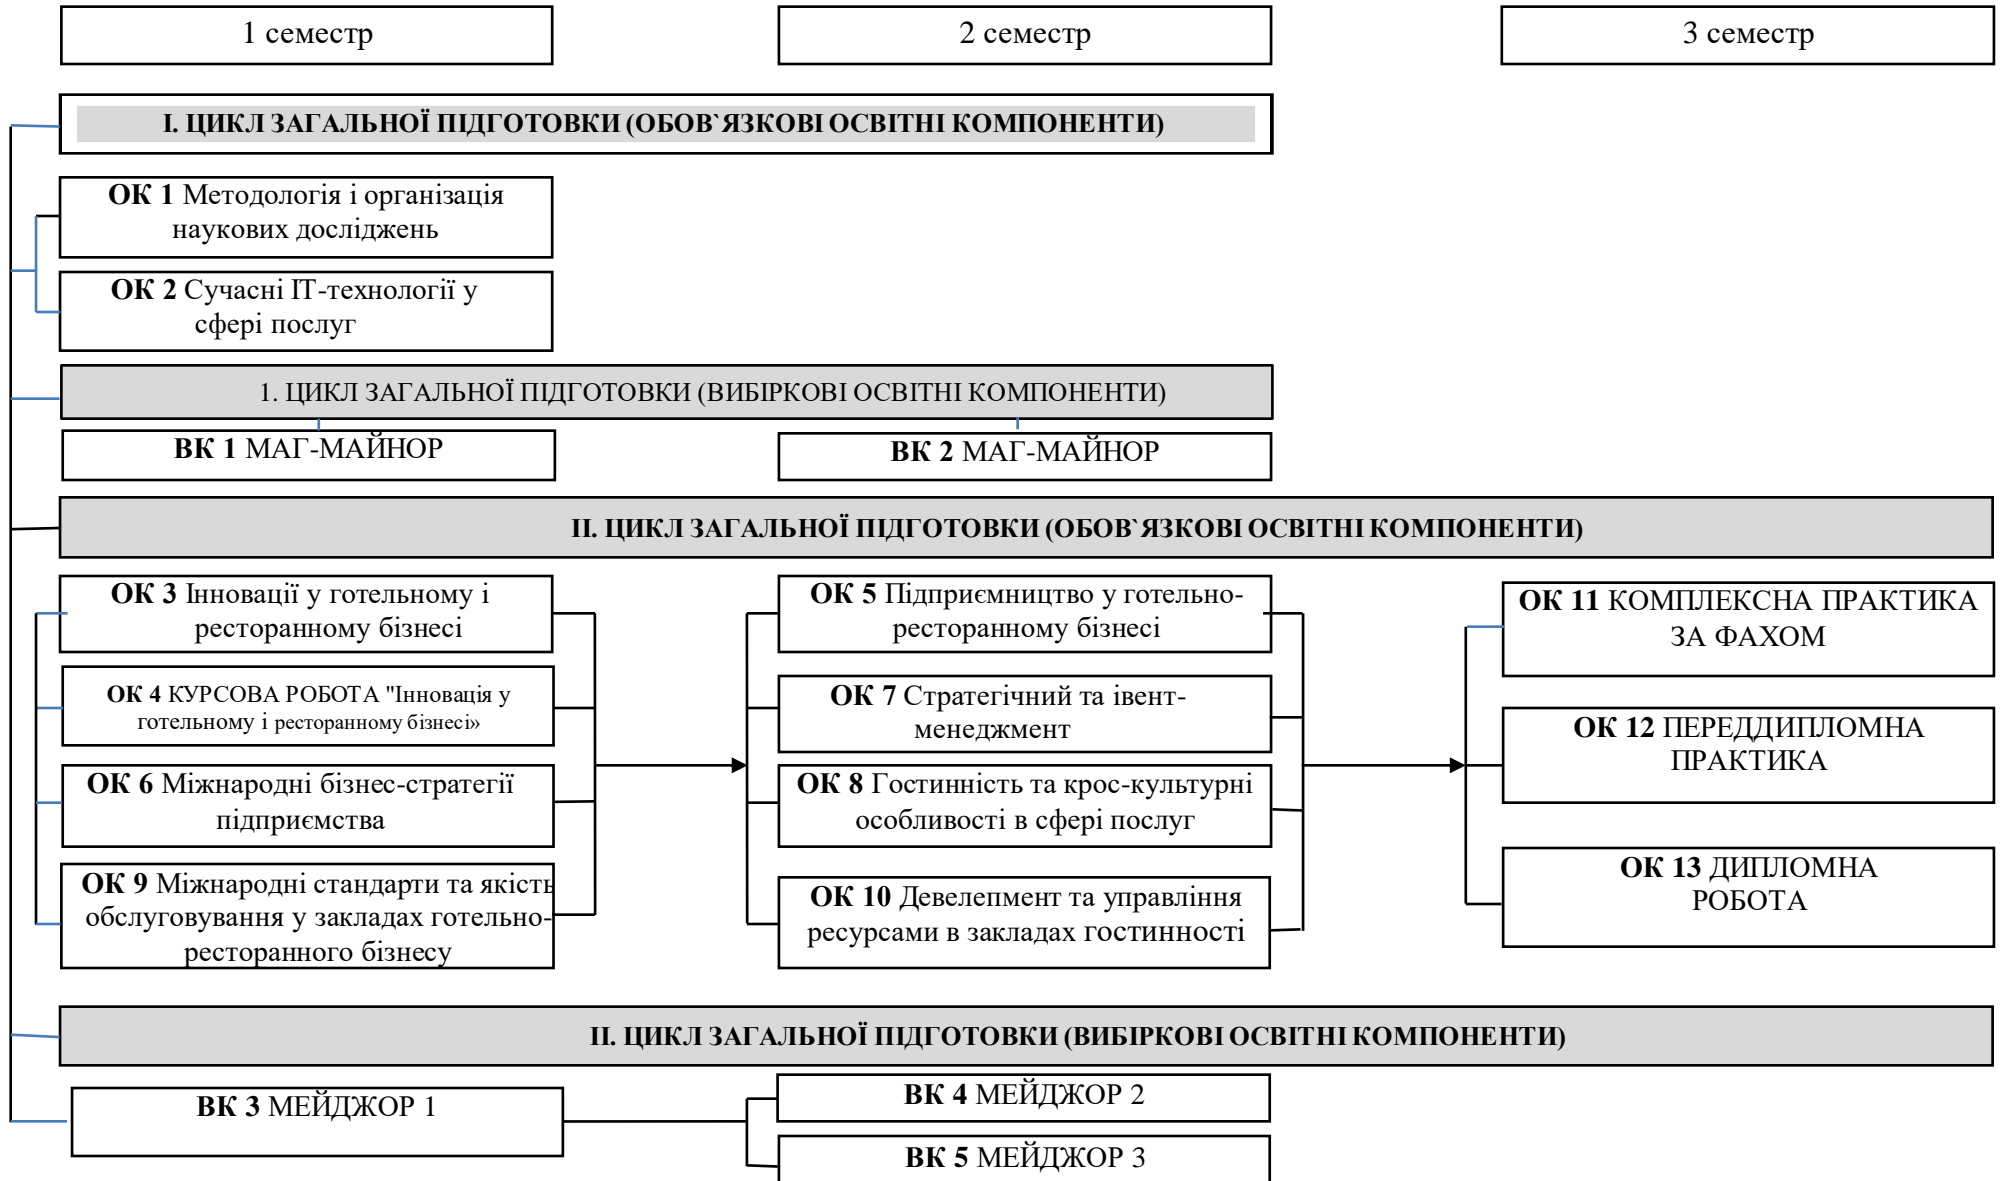 1 семестр
2 семестр
3 семестр
І. ЦИКЛ ЗАГАЛЬНОЇ ПІДГОТОВКИ (ОБОВ`ЯЗКОВІ ОСВІТНІ КОМПОНЕНТИ)
ОК 1 Методологія і організація
наукових досліджень
ОК 2 Сучасні ІТ-технології у
сфері послуг
1. ЦИКЛ ЗАГАЛЬНОЇ ПІДГОТОВКИ (ВИБІРКОВІ ОСВІТНІ КОМПОНЕНТИ)
ВК 1 МАГ-МАЙНОР
ВК 2 МАГ-МАЙНОР
ІІ. ЦИКЛ ЗАГАЛЬНОЇ ПІДГОТОВКИ (ОБОВ`ЯЗКОВІ ОСВІТНІ КОМПОНЕНТИ)
ОК 3 Інновації у готельному і
ресторанному бізнесі
ОК 4 КУРСОВА РОБОТА "Інновація у
готельному і ресторанному бізнесі»
ОК 6 Міжнародні бізнес-стратегії
підприємства
ОК 9 Міжнародні стандарти та якість
обслуговування у закладах готельно-
ресторанного бізнесу
ОК 5 Підприємництво у готельно-
ресторанному бізнесі
ОК 7 Стратегічний та івент-
менеджмент
ОК 8 Гостинність та крос-культурні
особливості в сфері послуг
ОК 10 Девелепмент та управління
ресурсами в закладах гостинності
ОК 11 КОМПЛЕКСНА ПРАКТИКА
ЗА ФАХОМ
ОК 12 ПЕРЕДДИПЛОМНА
ПРАКТИКА
ОК 13 ДИПЛОМНА
РОБОТА
ІІ. ЦИКЛ ЗАГАЛЬНОЇ ПІДГОТОВКИ (ВИБІРКОВІ ОСВІТНІ КОМПОНЕНТИ)
ВК 3 МЕЙДЖОР 1
ВК 4 МЕЙДЖОР 2
ВК 5 МЕЙДЖОР 3